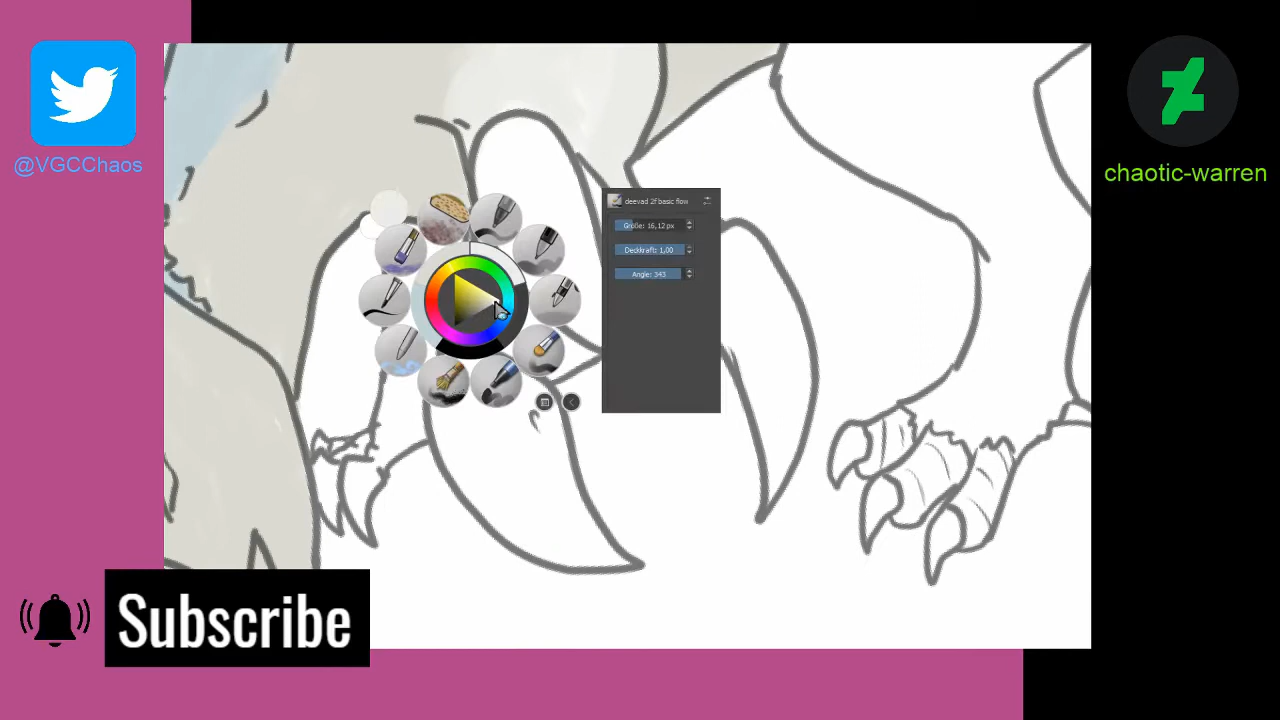 @VGCChaos
chaotic-warren
deevad 2f basic flow
Größe: 16,12 px
Deckkraft: 1,00
Angle: 343
Subscribe